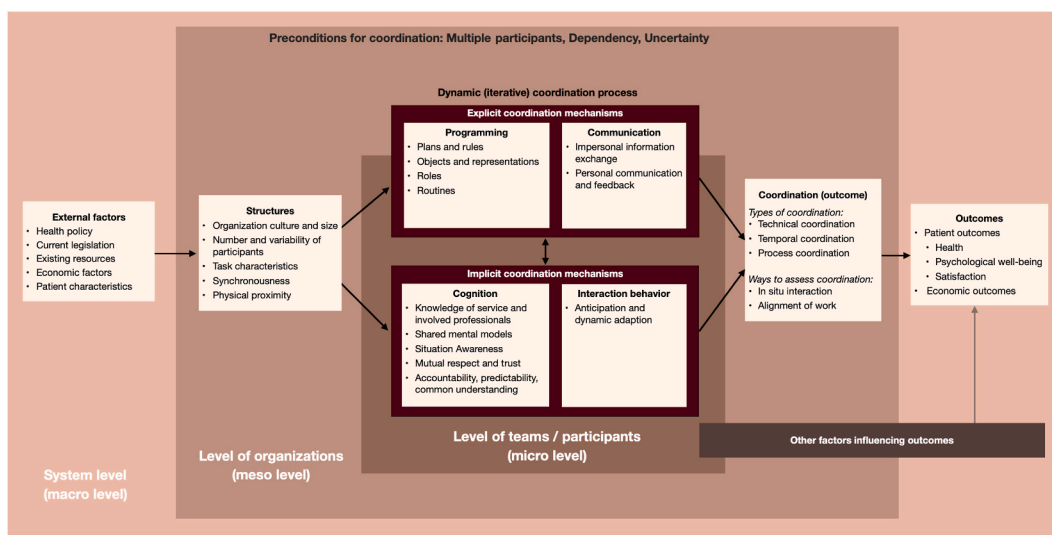 Preconditions for coordination: Multiple participants, Dependency, Uncertainty
Dynamic (iterative) coordination process
Explicit coordination mechanisms
Programming
• Plans and rules
• Objects and representations
• Roles
• Routines
Communication
• Impersonal information
exchange
• Personal communication
and feedback
External factors
• Health policy
• Current legislation
• Existing resources
• Economic factors
• Patient characteristics
Structures
• Organization culture and size
• Number and variability of
participants
• Task characteristics
• Synchronousness
• Physical proximity
Implicit coordination mechanisms
Cognition
• Knowledge of service and
involved professionals
• Shared mental models
• Situation Awareness
• Mutual respect and trust
• Accountability, predictability,
common understanding
Interaction behavior
• Anticipation and
dynamic adaption
Coordination (outcome)
Types of coordination:
• Technical coordination
• Temporal coordination
• Process coordination
Ways to assess coordination:
• In situ interaction
• Alignment of work
Outcomes
• Patient outcomes
• Health
• Psychological well-being
• Satisfaction
• Economic outcomes
Other factors influencing outcomes
Level of teams / participants
(micro level)
Level of organizations
(meso level)
System level
(macro level)